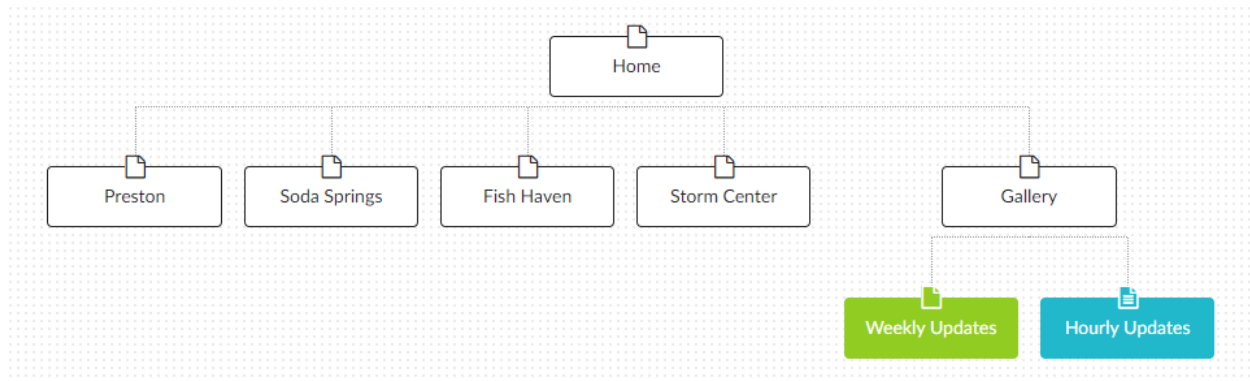 Home
Preston
Soda Springs
Fish Haven
Storm Center
Gallery
Weekly Updates
Hourly Updates